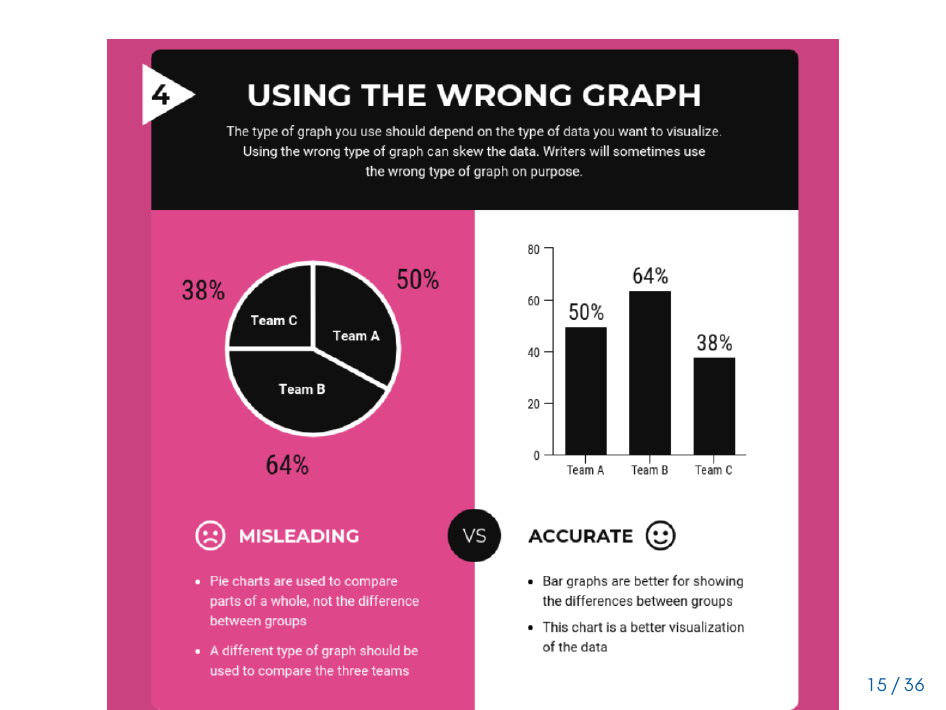 4
USING THE WRONG GRAPH
The type of graph you use should depend on the type of data you want to visualize.
Using the wrong type of graph can skew the data. Writers will sometimes use
the wrong type of graph on purpose.
38%
50%
Team C
Team A
Team B
64%
80
60
40
20
0
50%
64%
38%
Team A
Team B
Team C
MISLEADING
VS
ACCURATE
• Pie charts are used to compare
parts of a whole, not the difference
between groups
• A different type of graph should be
used to compare the three teams
• Bar graphs are better for showing
the differences between groups
• This chart is a better visualization
of the data
15 / 36